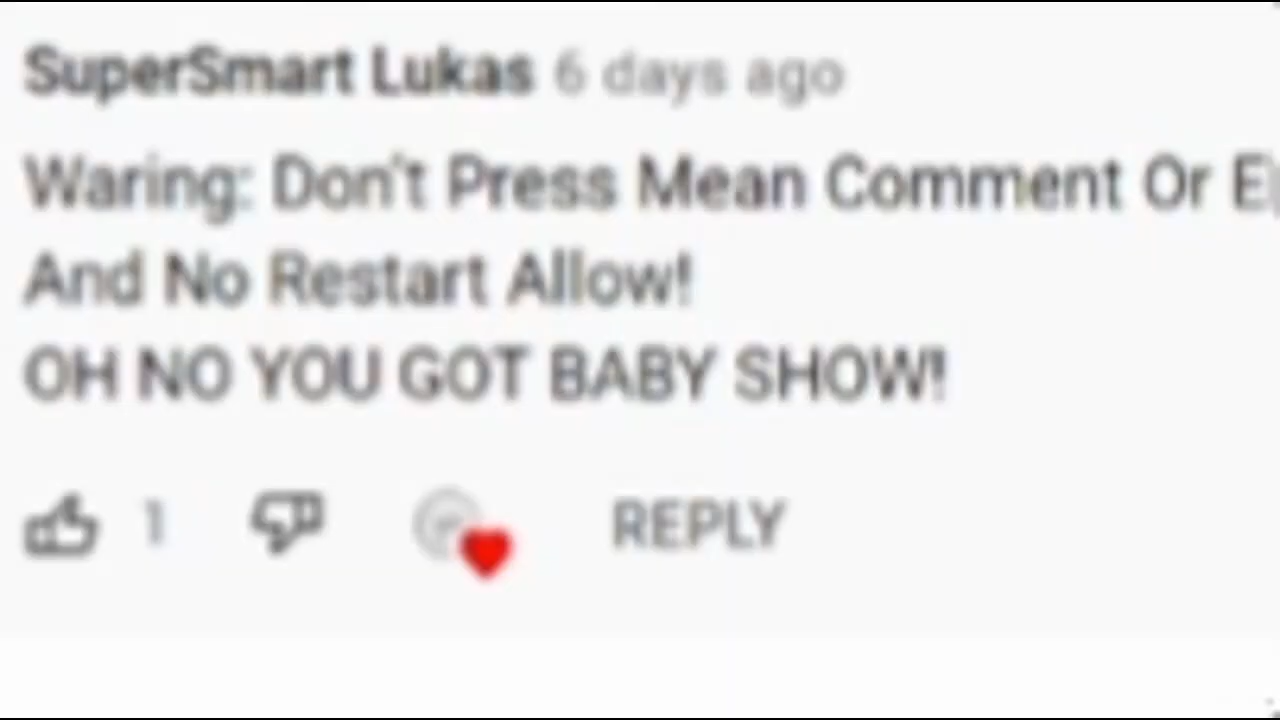 SuperSmart Lukas 6 days ago
Waring: Don't Press Mean Comment Or
And No Restart Allow!
OH NO YOU GOT BABY SHOW!
1 REPLY